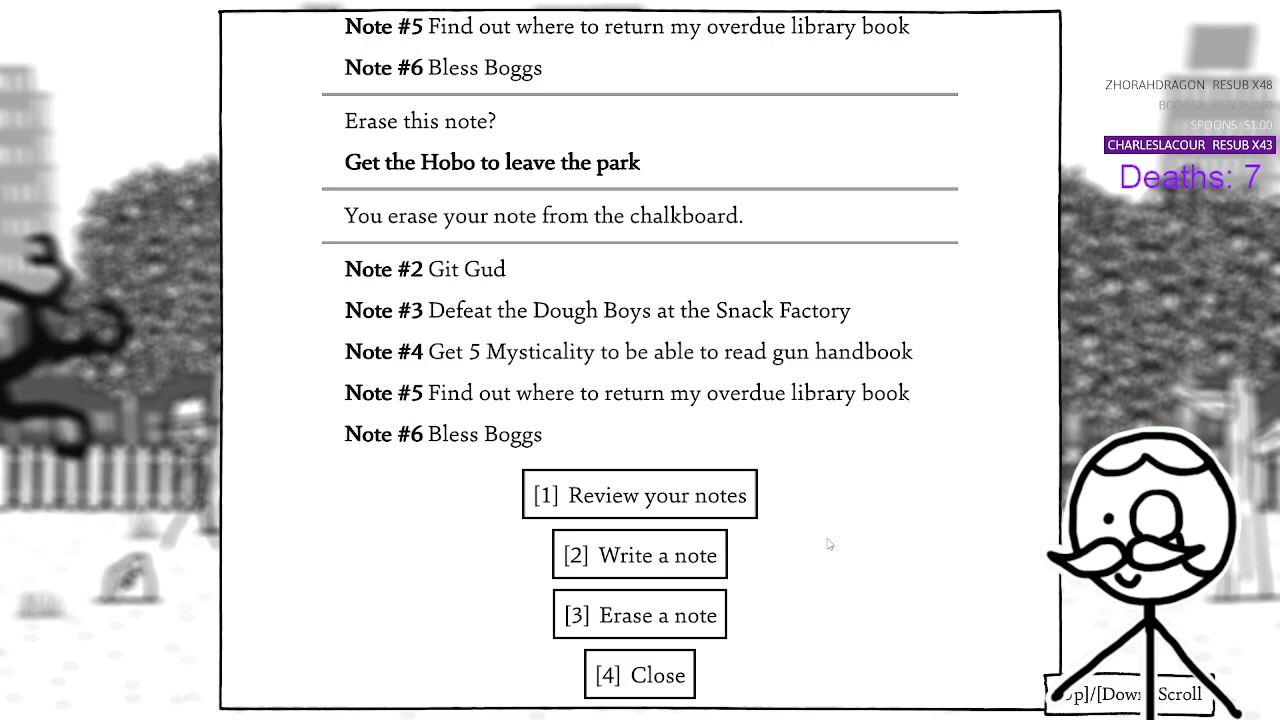 Note #5 Find out where to return my overdue library book
Note #6 Bless Boggs
Erase this note?
Get the Hobo to leave the park
You erase your note from the chalkboard.
Note #2 Git Gud
Note #3 Defeat the Dough Boys at the Snack Factory
Note #4 Get 5 Mysticality to be able to read gun handbook
Note #5 Find out where to return my overdue library book
Note #6 Bless Boggs
[1] Review your notes
[2] Write a note
[3] Erase a note
[4] Close
ZHORAHDRAGON RESUB X48
SPOONS $1.00
CHARLESLACOUR RESUB X43
Deaths: 7
Scroll